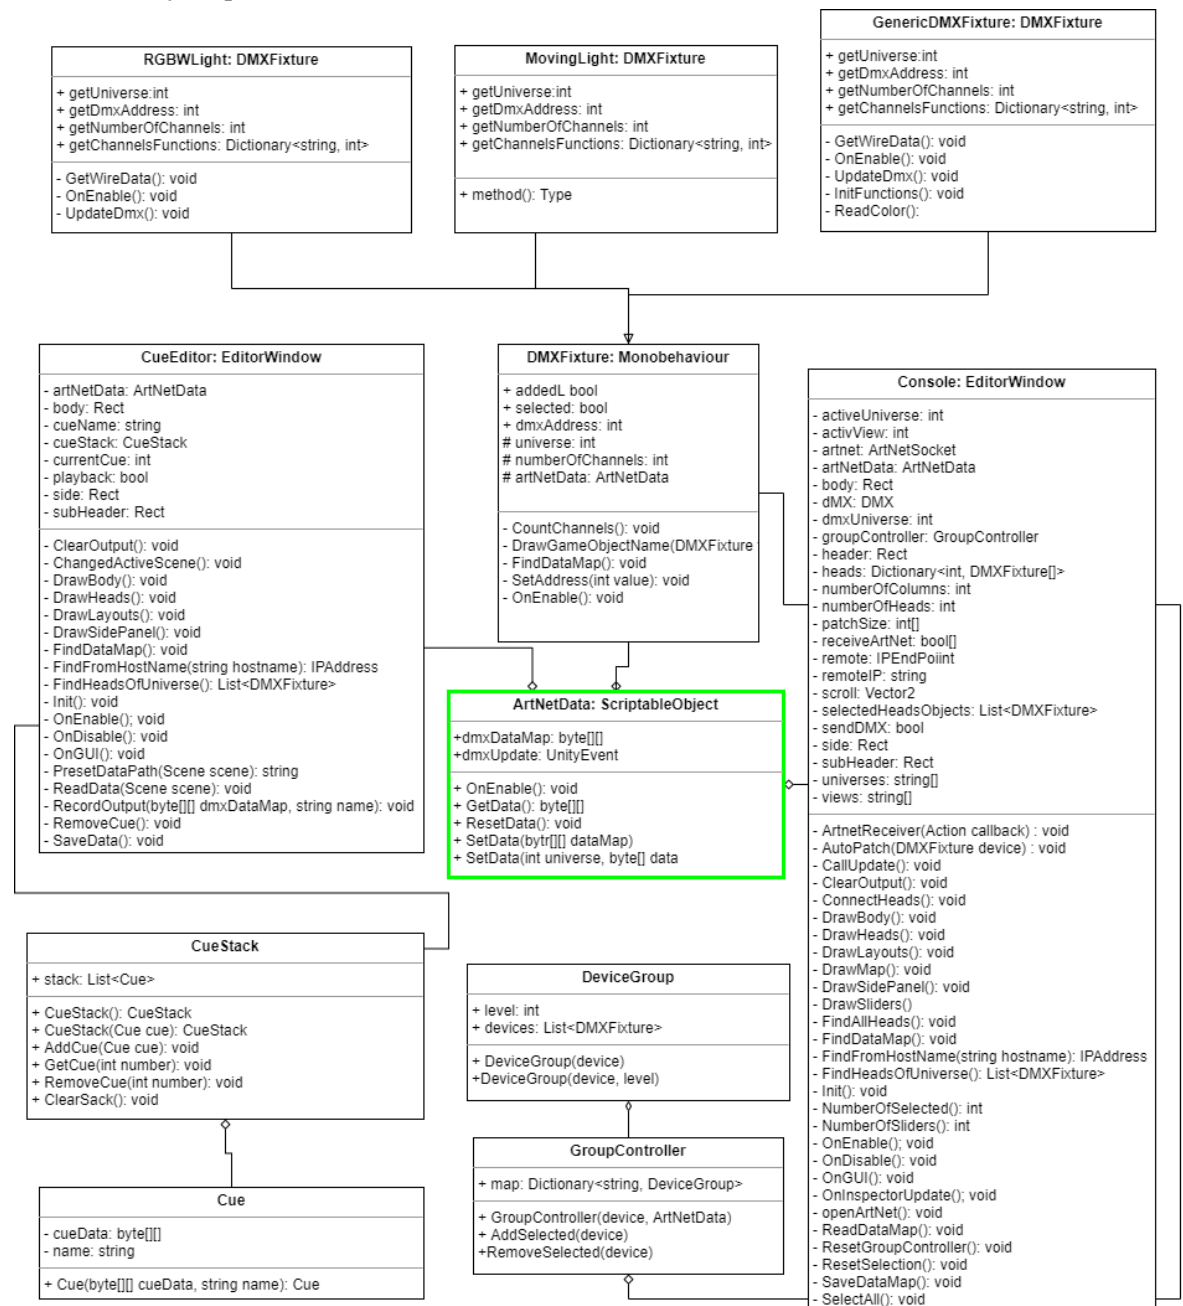 RGBWLight: DMXFixture
+ getUniverse:int
+ getDmxAddress: int
+ getNumberOfChannels: int
+ getChannelsFunctions: Dictionary<string, int>
- GetWireData(): void
- OnEnable(): void
- UpdateDmx(): void
MovingLight: DMXFixture
+ getUniverse:int
+ getDmxAddress: int
+ getNumberOfChannels: int
+ getChannelsFunctions: Dictionary<string, int>
+ method(): Type
GenericDMXFixture: DMXFixture
+ getUniverse:int
+ getDmxAddress: int
+ getNumberOfChannels: int
+ getChannelsFunctions: Dictionary<string, int>
- GetWireData(): void
- OnEnable(): void
- UpdateDmx(): void
- InitFunctions(): void
- ReadColor():
CueEditor: EditorWindow
- artNetData: ArtNetData
- body: Rect
- cueName: string
- cueStack: CueStack
- currentCue: int
- playback: bool
- side: Rect
- subHeader: Rect
- ClearOutput(): void
- ChangedActiveScene(): void
- DrawBody(): void
- DrawHeads(): void
- DrawLayouts(): void
- DrawSidePanel(): void
- FindDataMap(): void
- FindFromHostName(string hostname): IPAddress
- FindHeadsOfUniverse(): List<DMXFixture>
- Init(): void
- OnEnable(; void
- OnDisable(): void
- OnGUI(): void
- PresetDataPath(Scene scene): string
- ReadData(Scene scene): void
- RecordOutput(byte[][] dmxDataMap, string name): void
- RemoveCue(): void
- SaveData(): void
DMXFixture: Monobehaviour
+ addedL bool
+ selected: bool
+ dmxAddress: int
# universe: int
# numberOfChannels: int
# artNetData: ArtNetData
- CountChannels(): void
- DrawGameObjectName(DMXFixture
- FindDataMap(): void
- SetAddress(int value): void
- OnEnable(): void
Console: EditorWindow
- activeUniverse: int
- activView: int
- artnet: ArtNetSocket
- artNetData: ArtNetData
- body: Rect
- dMX: DMX
- dmxUniverse: int
- groupController: GroupController
- header: Rect
- heads: Dictionary<int, DMXFixture[]>
- numberOfColumns: int
- numberOfHeads: int
- patchSize: int[]
- receiveArtNet: bool[]
- remote: IPEndPoiint
- remoteIP: string
- scroll: Vector2
- selectedHeadsObjects: List<DMXFixture>
- sendDMX: bool
- side: Rect
- subHeader: Rect
- universes: string[]
- views: string[]
- ArtnetReceiver(Action callback) : void
- AutoPatch(DMXFixture device) : void
- CallUpdate(): void
- ClearOutput(): void
- ConnectHeads(): void
- DrawBody(): void
- DrawHeads(): void
- DrawLayouts(): void
- DrawMap(): void
- DrawSidePanel(): void
- DrawSliders()
- FindAllHeads(): void
- FindDataMap(): void
- FindFromHostName(string hostname): IPAddress
- FindHeadsOfUniverse(): List<DMXFixture>
- Init(): void
- NumberOfSelected(): int
- NumberOfSliders(): int
- OnEnable(; void
- OnDisable(): void
- OnGUI(): void
- OnInspectorUpdate(; void
- openArtNet(): void
- ReadDataMap(): void
- ResetGroupController(): void
- ResetSelection(): void
- SaveDataMap(): void
- SelectAll(): void
ArtNetData: ScriptableObject
+dmxDataMap: byte[][]
+dmxUpdate: UnityEvent
+ OnEnable(): void
+ GetData(): byte[][]
+ ResetData(): void
+ SetData(bytr[][] dataMap)
+ SetData(int universe, byte[] data
CueStack
+ stack: List<Cue>
+ CueStack(): CueStack
+ CueStack(Cue cue): CueStack
+ AddCue(Cue cue): void
+ GetCue(int number): void
+ RemoveCue(int number): void
+ ClearSack(): void
DeviceGroup
+ level: int
+ devices: List<DMXFixture>
+ DeviceGroup(device)
+DeviceGroup(device, level)
GroupController
+ map: Dictionary<string, DeviceGroup>
+ GroupController(device, ArtNetData)
+ AddSelected(device)
+RemoveSelected(device)
Cue
- cueData: byte[][]
- name: string
+ Cue(byte[][] cueData, string name): Cue